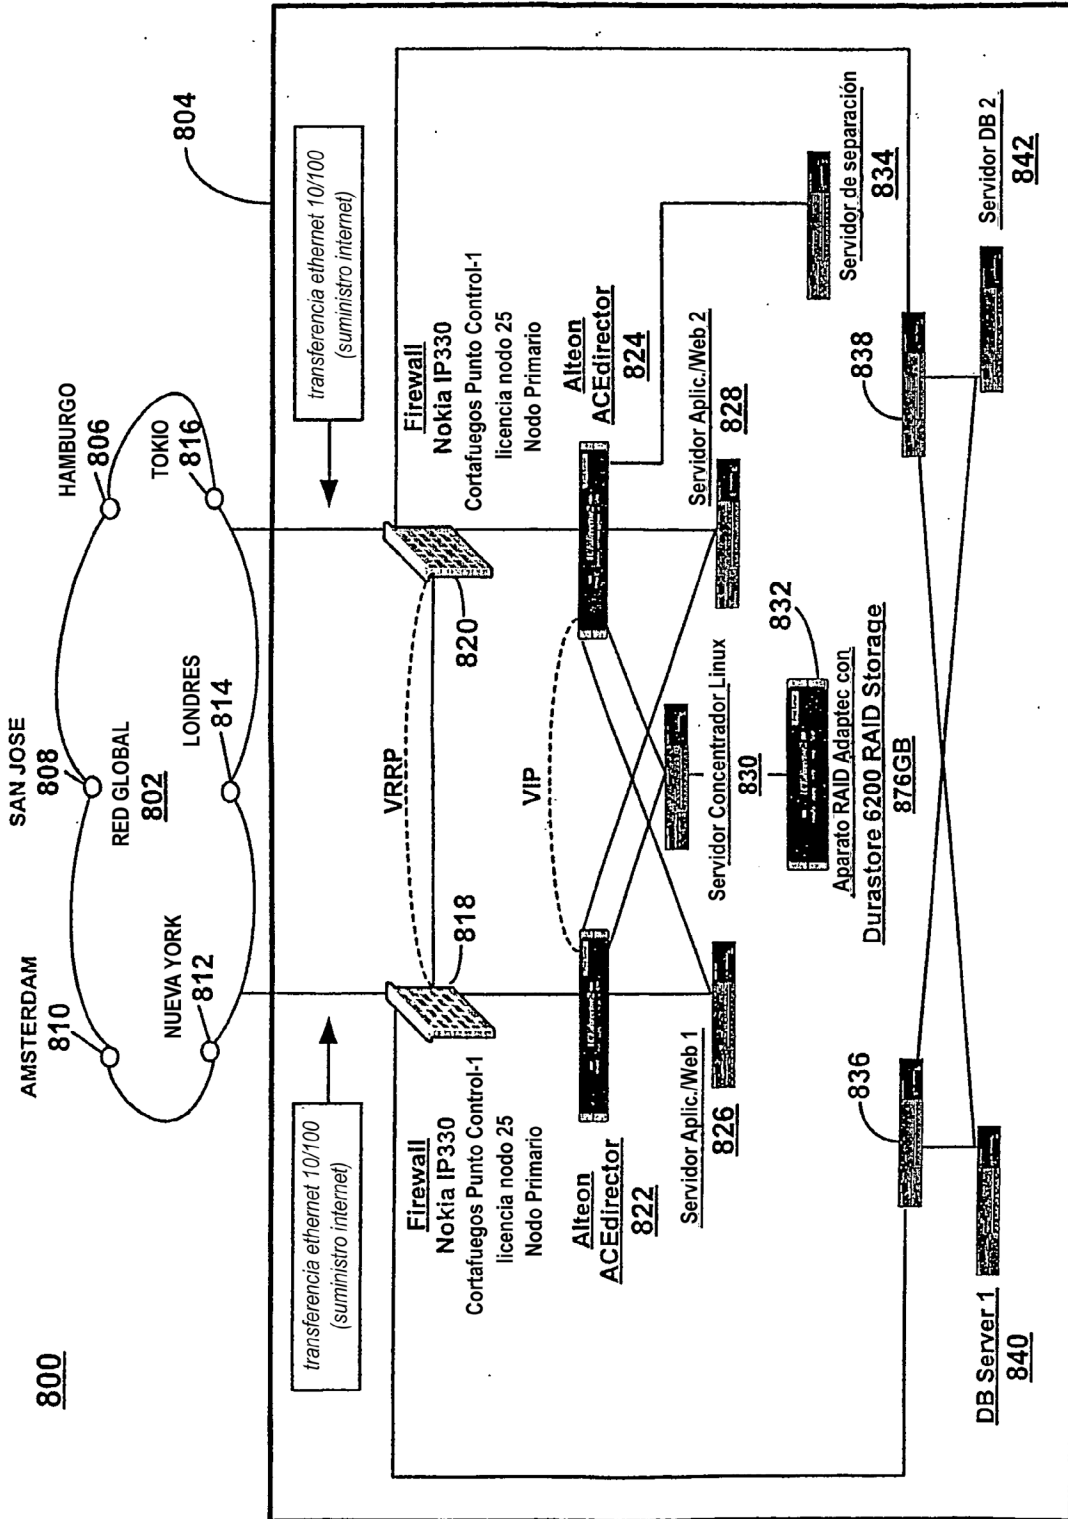 800
AMSTERDAM
810
SAN JOSE
808
HAMBURGO
806
NUEVA YORK
812
RED GLOBAL
802
LONDRES
814
TOKIO
816
804
transferencia ethernet 10/100
(suministro internet)
transferencia ethernet 10/100
(suministro internet)
Firewall
Nokia IP330
Cortafuegos Punto Control-1
licencia nodo 25
Nodo Primario
818
VRRP
820
Firewall
Nokia IP330
Cortafuegos Punto Control-1
licencia nodo 25
Nodo Primario
Alteon
ACEdirector
822
VIP
Alteon
ACEdirector
824
Servidor Aplic./Web 1
826
Servidor Concentrador Linux
830
Servidor Aplic./Web 2
828
832
Aparato RAID Adaptec con
Durastore 6200 RAID Storage
876GB
Servidor de separación
834
836
838
DB Server 1
840
Servidor DB 2
842